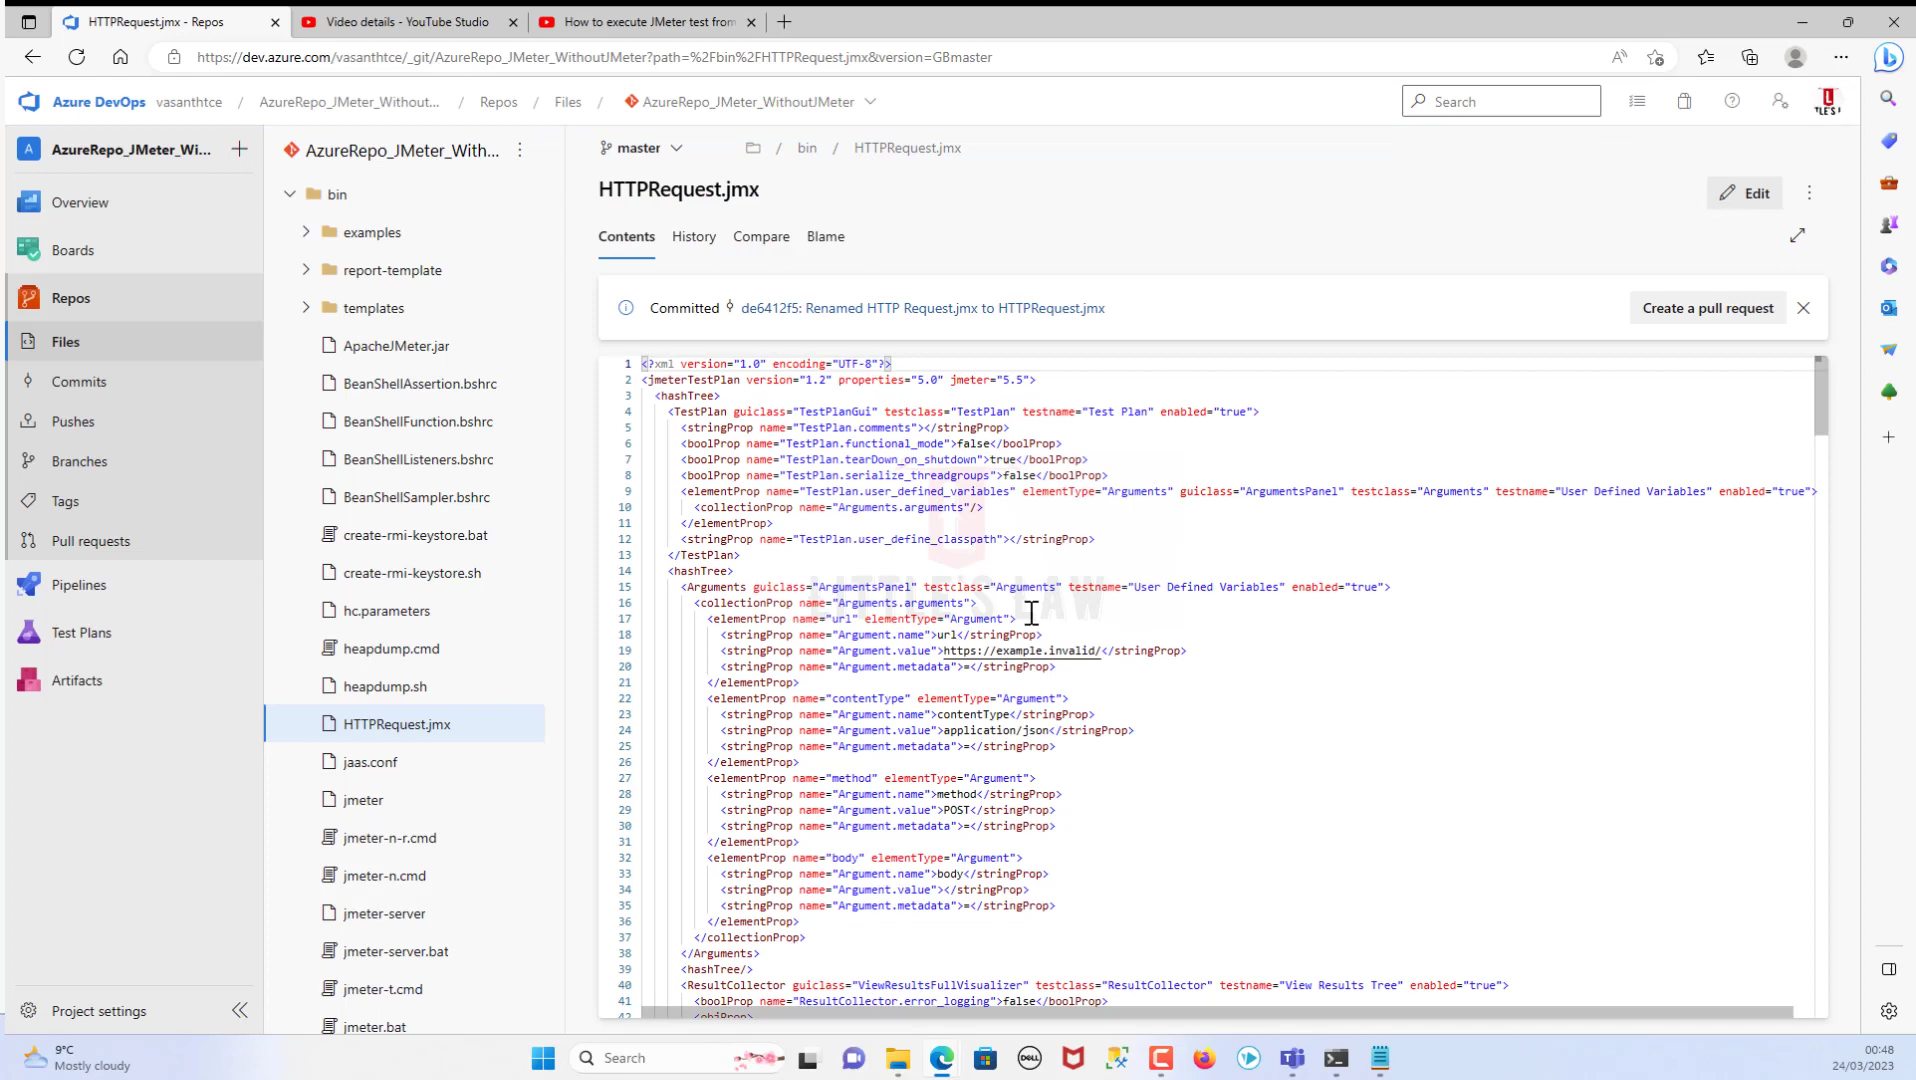 HTTPRequest.jmx - Repos
Video details - YouTube Studio
How to execute JMeter test from
https://dev.azure.com/vasanthtce/_git/AzureRepo_JMeter_WithoutJMeter?path=%2Fbin%2FHTTPRequest.jmx&version=GBmaster
Azure DevOps vasanthtce / AzureRepo_JMeter_Without... / Repos / Files / AzureRepo_JMeter_WithoutJMeter
Search
TLE'S L
A AzureRepo_JMeter_Wi...
Overview
Boards
Repos
Files
Commits
Pushes
Branches
Tags
Pull requests
Pipelines
Test Plans
Artifacts
Project settings
AzureRepo_JMeter_With...
bin
examples
report-template
templates
ApacheJMeter.jar
BeanShellAssertion.bshrc
BeanShellFunction.bshrc
BeanShellListeners.bshrc
BeanShellSampler.bshrc
create-rmi-keystore.bat
create-rmi-keystore.sh
hc.parameters
heapdump.cmd
heapdump.sh
HTTPRequest.jmx
jaas.conf
jmeter
jmeter-n-r.cmd
jmeter-n.cmd
jmeter-server
jmeter-server.bat
jmeter-t.cmd
jmeter.bat
master / bin / HTTPRequest.jmx
HTTPRequest.jmx
Edit
Contents History Compare Blame
Committed de6412f5: Renamed HTTP Request.jmx to HTTPRequest.jmx
Create a pull request
1 <?xml version="1.0" encoding="UTF-8"?>
2 <jmeterTestPlan version="1.2" properties="5.0" jmeter="5.5">
3 <hashTree>
4 <TestPlan guiclass="TestPlanGui" testclass="TestPlan" testname="Test Plan" enabled="true">
5 <stringProp name="TestPlan.comments"></stringProp>
6 <boolProp name="TestPlan.functional_mode">false</boolProp>
7 <boolProp name="TestPlan.tearDown_on_shutdown">true</boolProp>
8 <boolProp name="TestPlan.serialize_threadgroups">false</boolProp>
9 <elementProp name="TestPlan.user_defined_variables" elementType="Arguments" guiclass="ArgumentsPanel" testclass="Arguments" testname="User Defined Variables" enabled="true">
10 <collectionProp name="Arguments.arguments"/>
11 </elementProp>
12 <stringProp name="TestPlan.user_define_classpath"></stringProp>
13 </TestPlan>
14 <hashTree>
15 <Arguments guiclass="ArgumentsPanel" testclass="Arguments" testname="User Defined Variables" enabled="true">
16 <collectionProp name="Arguments.arguments">
17 <elementProp name="url" elementType="Argument">
18 <stringProp name="Argument.name">url</stringProp>
19 <stringProp name="Argument.value">https://example.invalid/</stringProp>
20 <stringProp name="Argument.metadata">=</stringProp>
21 </elementProp>
22 <elementProp name="contentType" elementType="Argument">
23 <stringProp name="Argument.name">contentType</stringProp>
24 <stringProp name="Argument.value">application/json</stringProp>
25 <stringProp name="Argument.metadata">=</stringProp>
26 </elementProp>
27 <elementProp name="method" elementType="Argument">
28 <stringProp name="Argument.name">method</stringProp>
29 <stringProp name="Argument.value">POST</stringProp>
30 <stringProp name="Argument.metadata">=</stringProp>
31 </elementProp>
32 <elementProp name="body" elementType="Argument">
33 <stringProp name="Argument.name">body</stringProp>
34 <stringProp name="Argument.value"></stringProp>
35 <stringProp name="Argument.metadata">=</stringProp>
36 </elementProp>
37 </collectionProp>
38 </Arguments>
39 <hashTree/>
40 <ResultCollector guiclass="ViewResultsFullVisualizer" testclass="ResultCollector" testname="View Results Tree" enabled="true">
41 <boolProp name="ResultCollector.error_logging">false</boolProp>
42 <objProp>
LITTLE'S LAW
9°C
Mostly cloudy
Search
DELL
00:48
24/03/2023